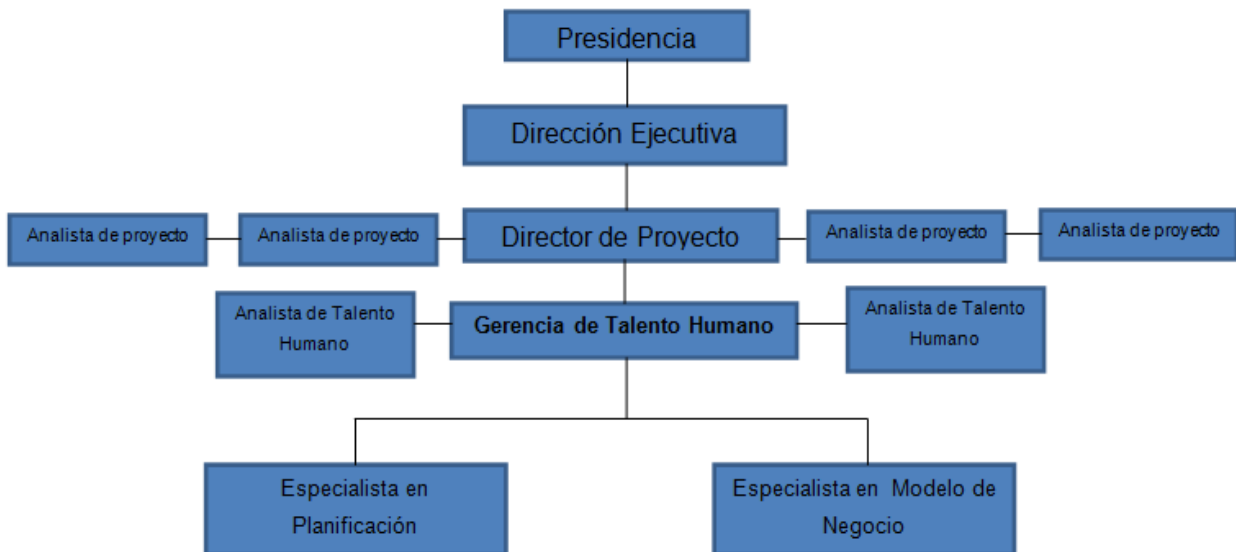 Presidencia
Dirección Ejecutiva
Analista de proyecto
Analista de proyecto
Director de Proyecto
Analista de proyecto
Analista de proyecto
Analista de Talento
Humano
Gerencia de Talento Humano
Analista de Talento
Humano
Especialista en
Planificación
Especialista en Modelo de
Negocio